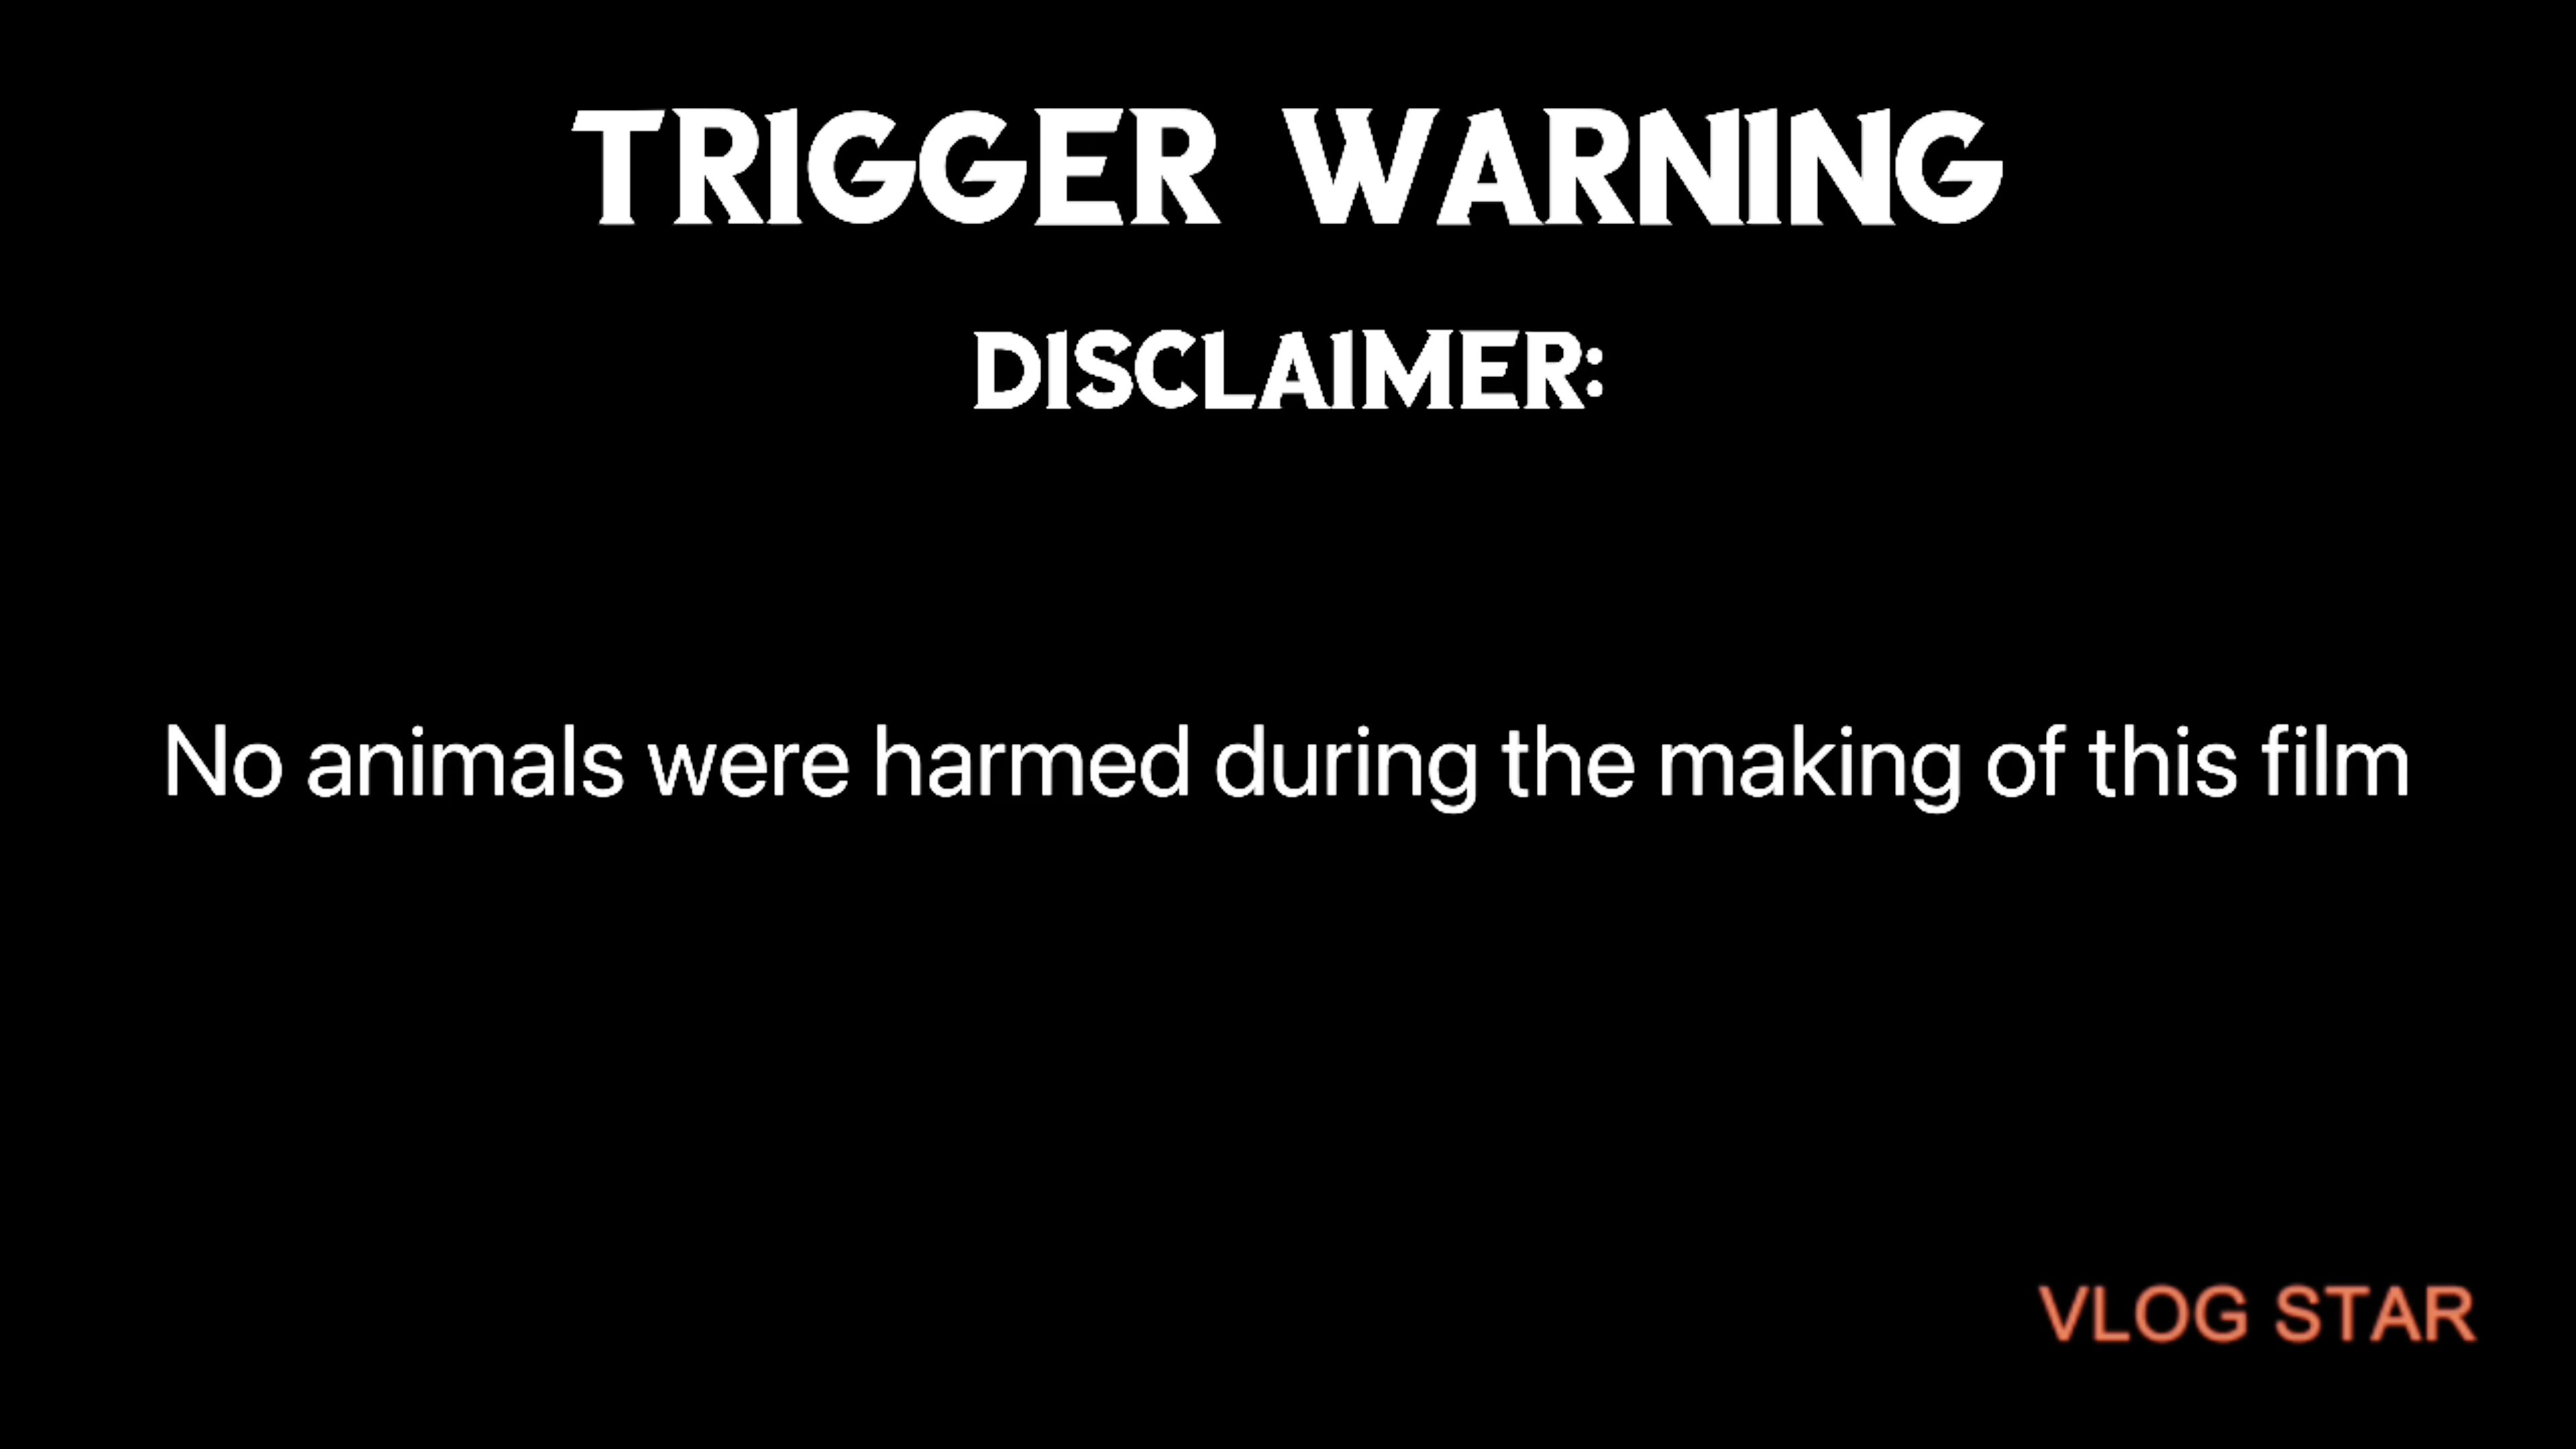 TRIGGER WARNING
DISCLAIMER:
No animals were harmed during the making of this film
VLOG STAR